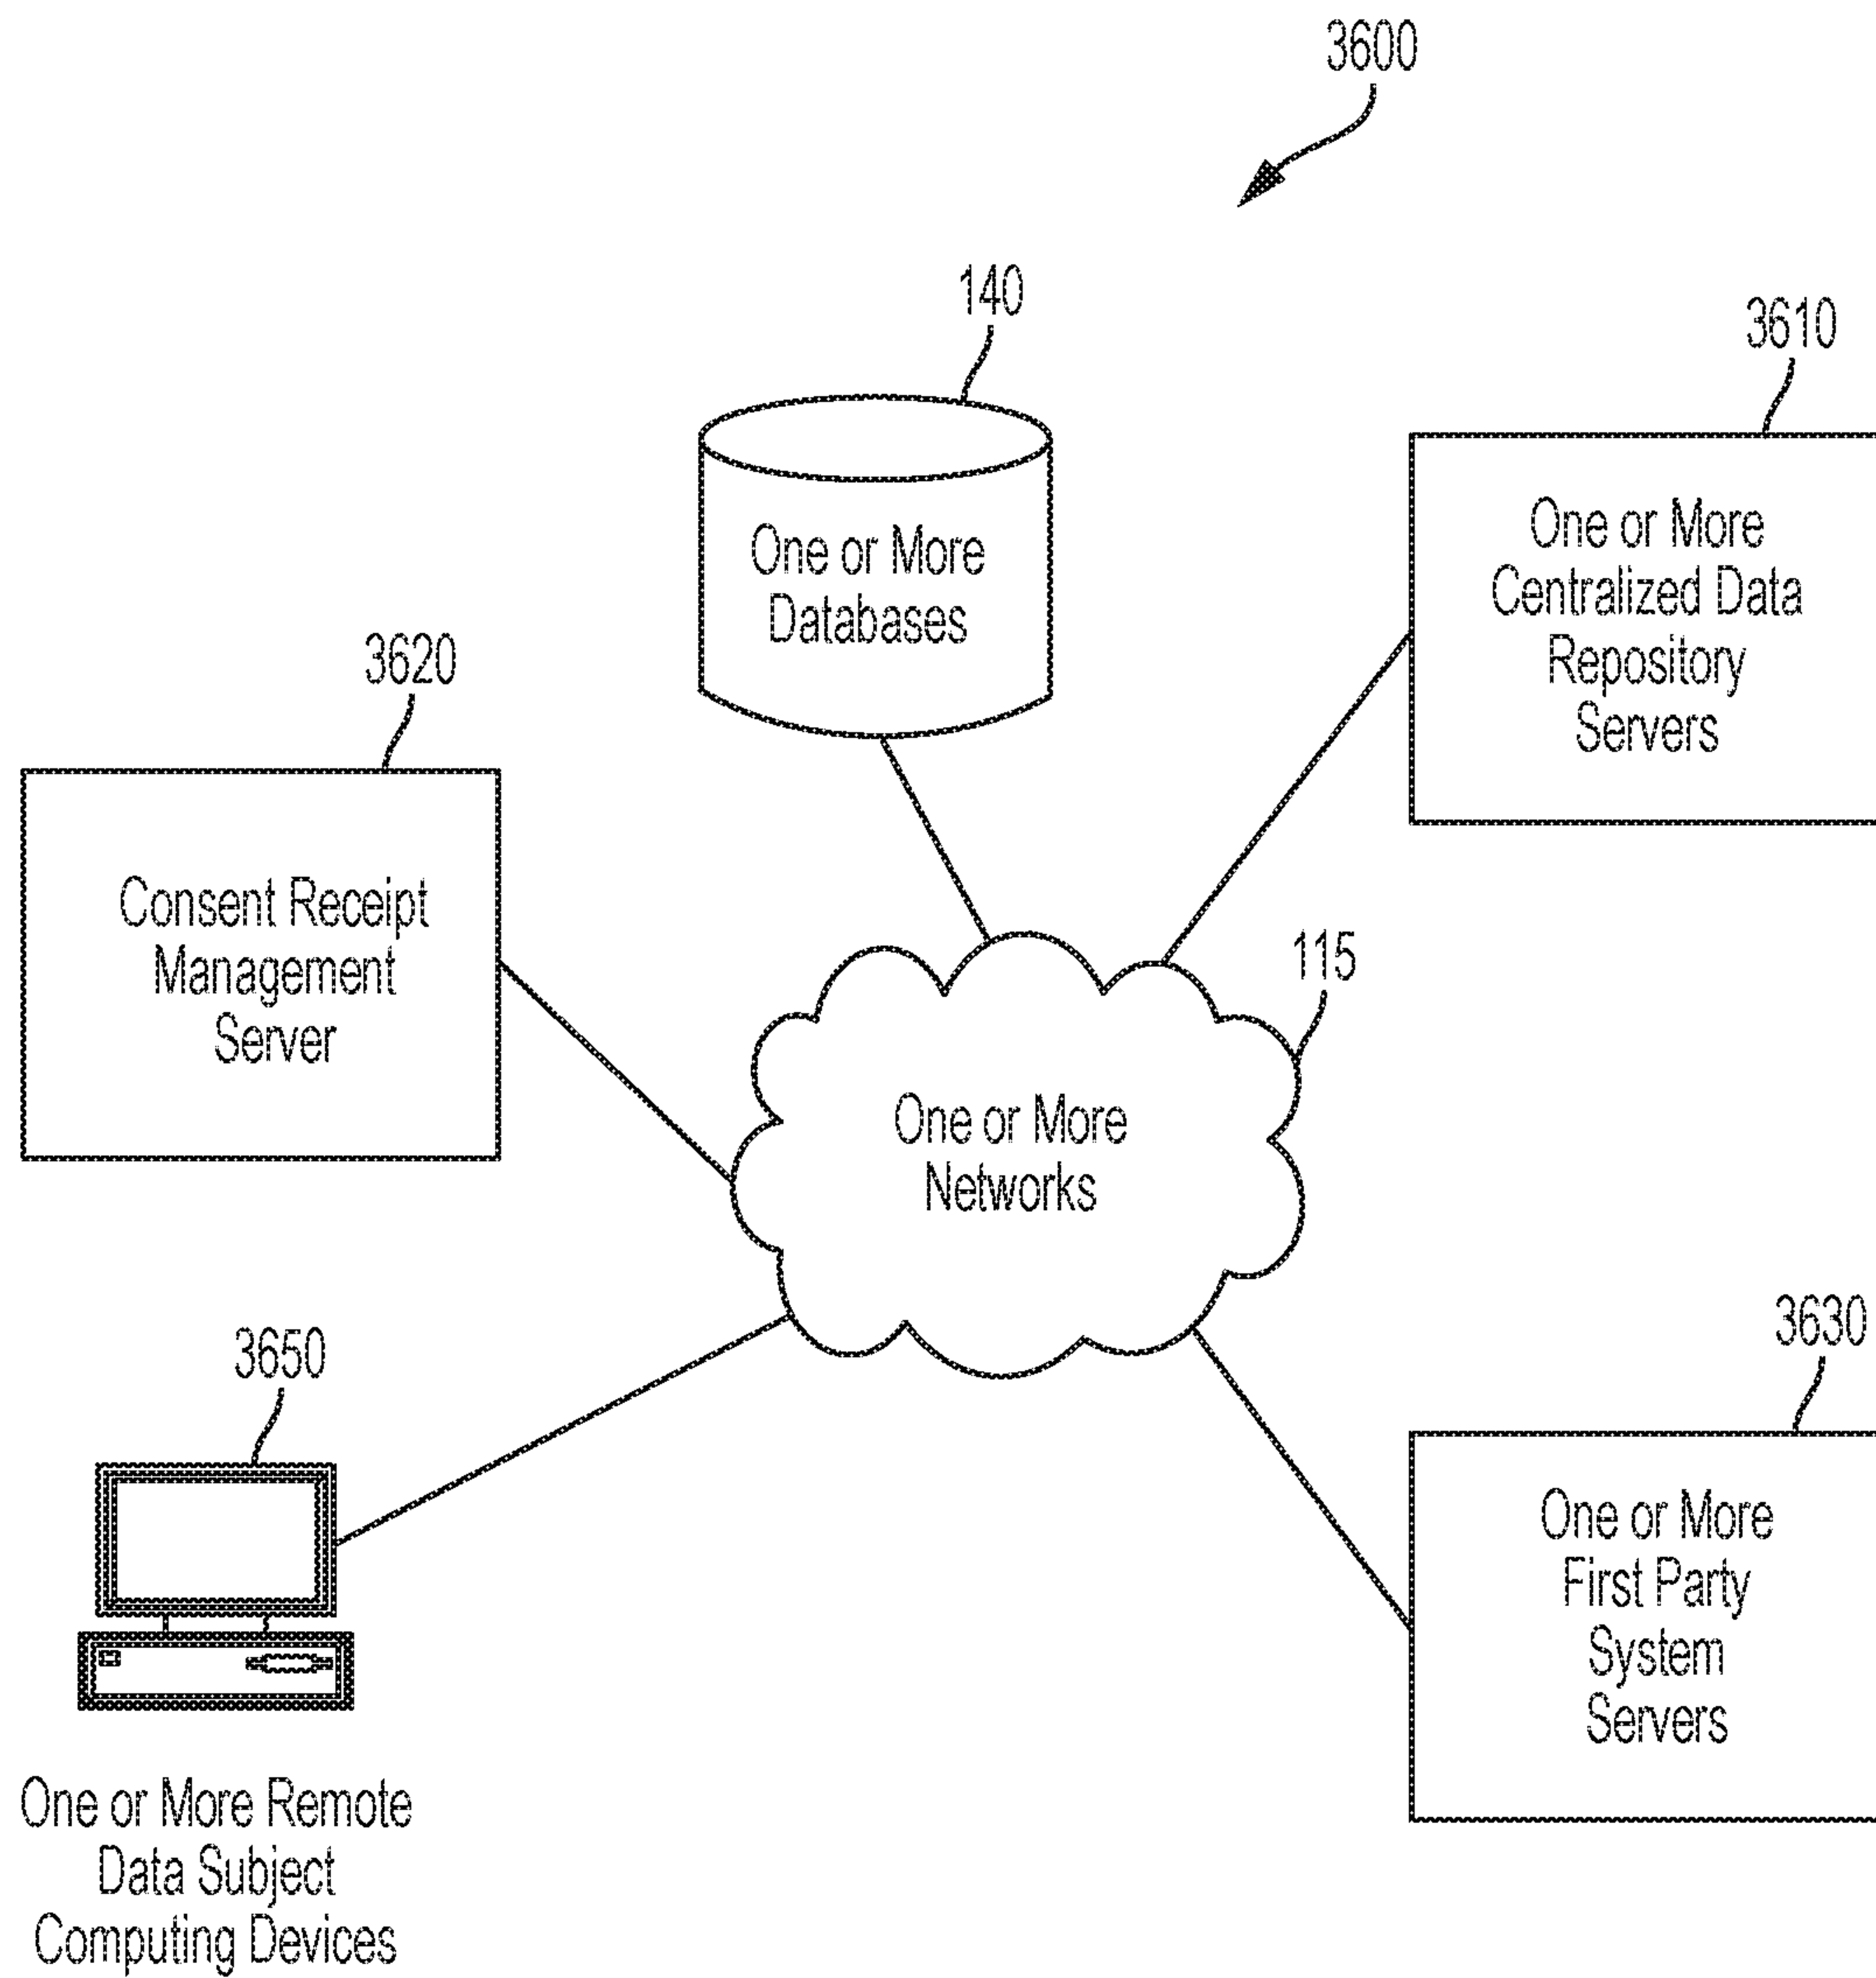 3600
140
One or More
Databases
3610
One or More
Centralized Data
Repository
Servers
3620
Consent Receipt
Management
Server
115
One or More
Networks
3650
One or More Remote
Data Subject
Computing Devices
3630
One or More
First Party
System
Servers